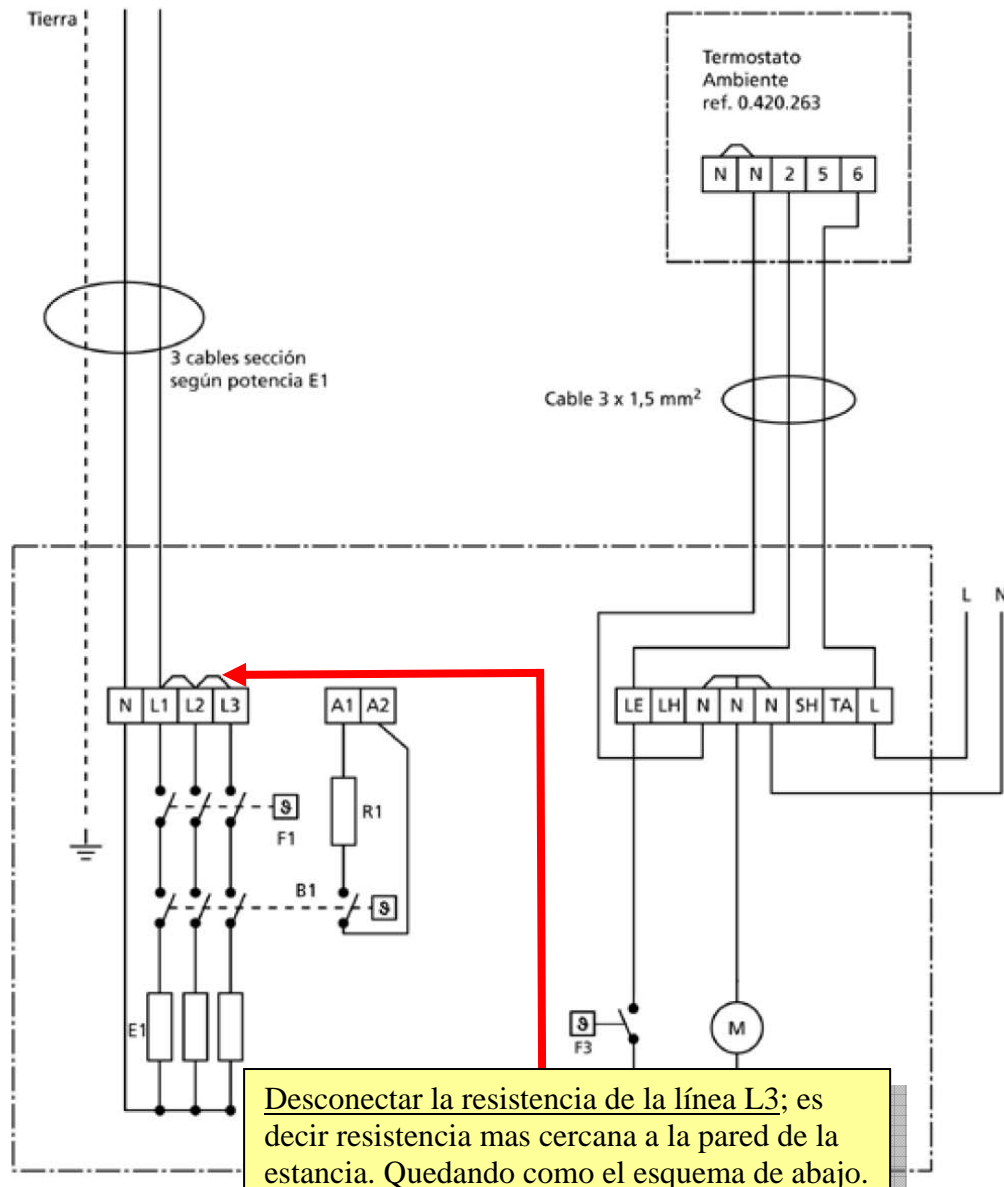 Tierra
Termostato
Ambiente
ref. 0.420.263
N N 2 5 6
3 cables sección
según potencia E1
Cable 3 x 1,5 mm²
L N
N L1 L2 L3
A1 A2
LE LH N N N SH TA L
F1
R1
B1
E1
F3
M
Desconectar la resistencia de la línea L3; es
decir resistencia mas cercana a la pared de la
estancia. Quedando como el esquema de abajo.